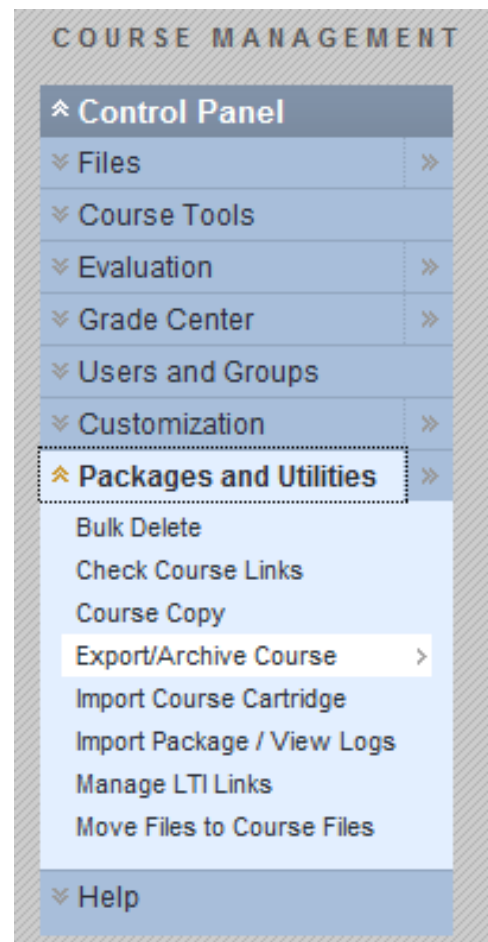 COURSE MANAGEMENT
Control Panel
Files
Course Tools
Evaluation
Grade Center
Users and Groups
Customization
Packages and Utilities
Bulk Delete
Check Course Links
Course Copy
Export/Archive Course
Import Course Cartridge
Import Package / View Logs
Manage LTI Links
Move Files to Course Files
Help